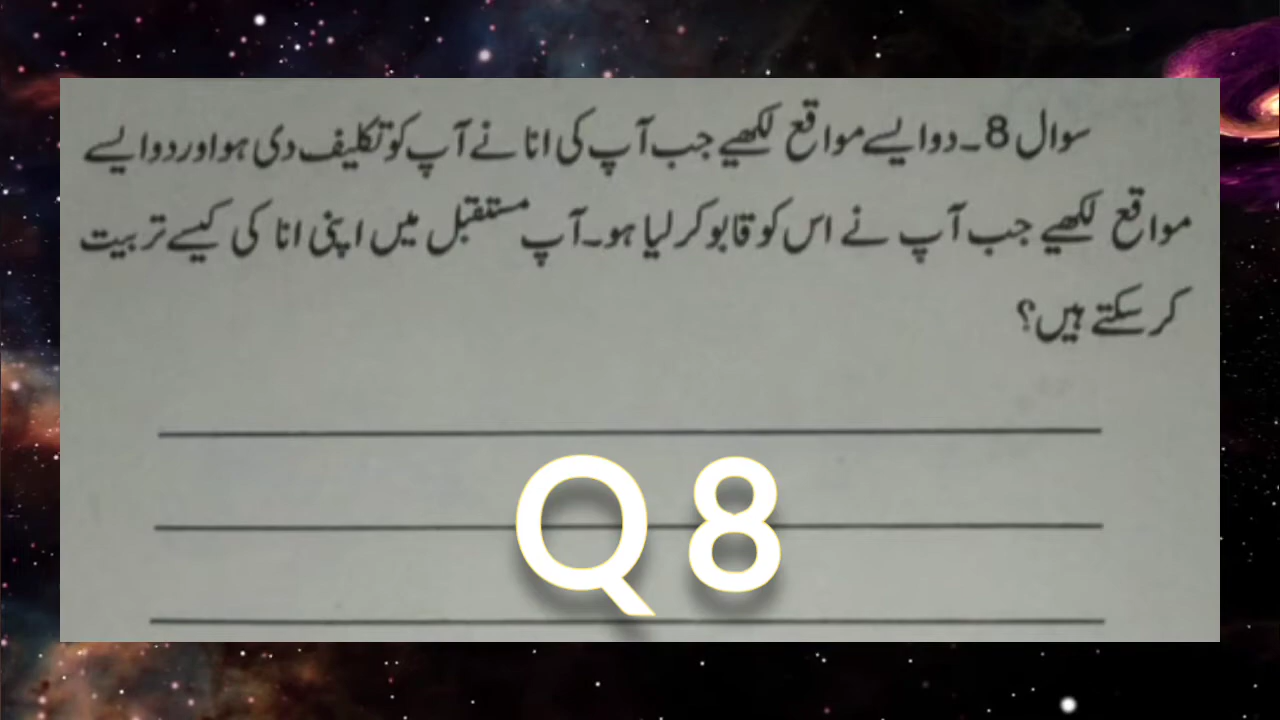 سوال 8۔ دو ایسے مواقع لکھیے جب آپ کی انا نے آپ کو تکلیف دی ہو اور دو ایسے
مواقع لکھیے جب آپ نے اس کو قابو کر لیا ہو۔ آپ مستقبل میں اپنی انا کی کیسے تربیت
کر سکتے ہیں؟
Q 8